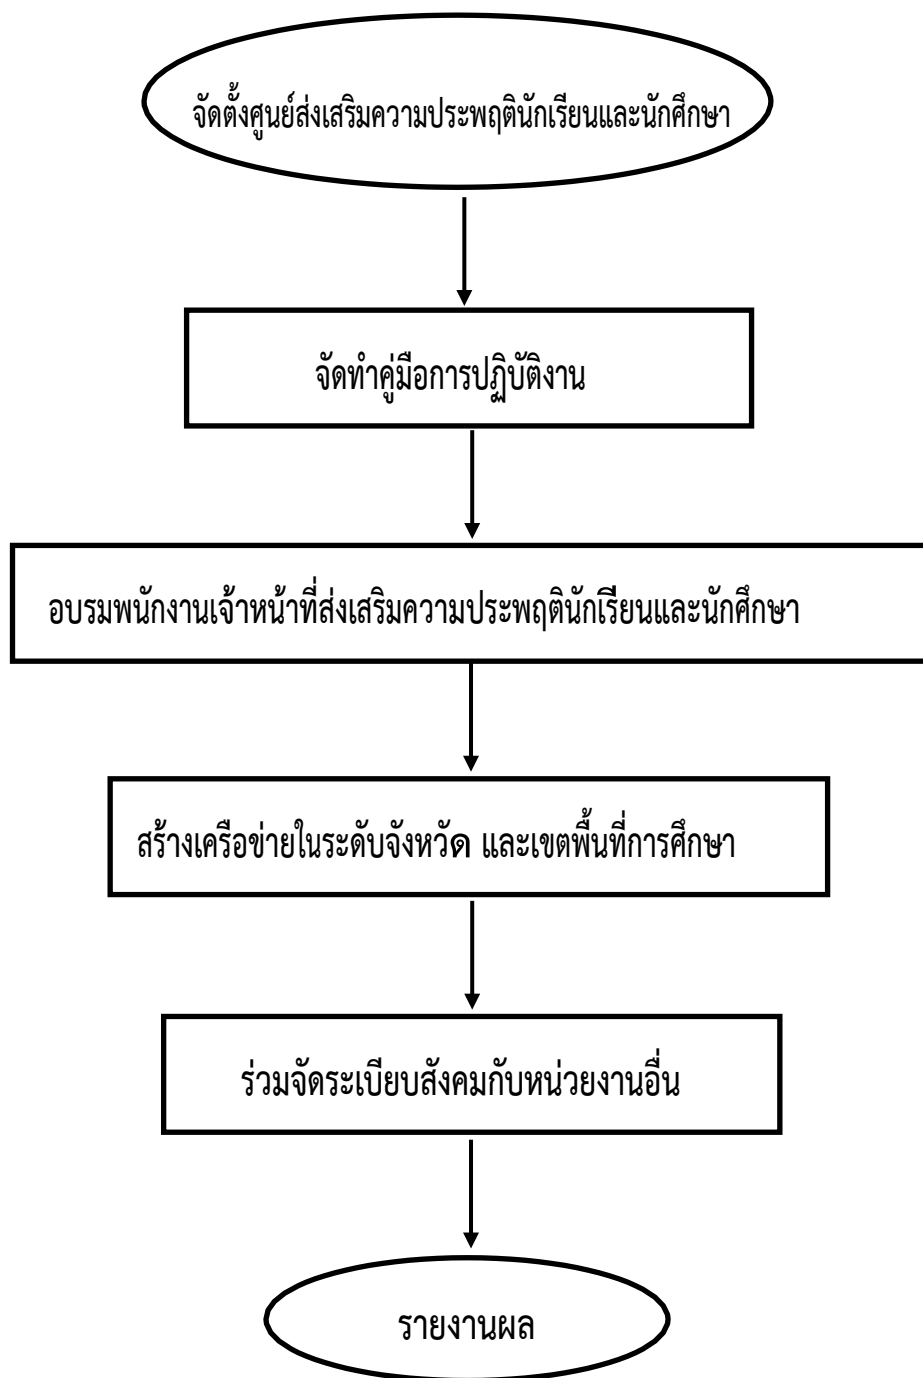 จัดตั้งศูนย์ส่งเสริมความประพฤตินักเรียนและนักศึกษา
จัดทำคู่มือการปฏิบัติงาน
อบรมพนักงานเจ้าหน้าที่ส่งเสริมความประพฤตินักเรียนและนักศึกษา
สร้างเครือข่ายในระดับจังหวัด และเขตพื้นที่การศึกษา
ร่วมจัดระเบียบสังคมกับหน่วยงานอื่น
รายงานผล